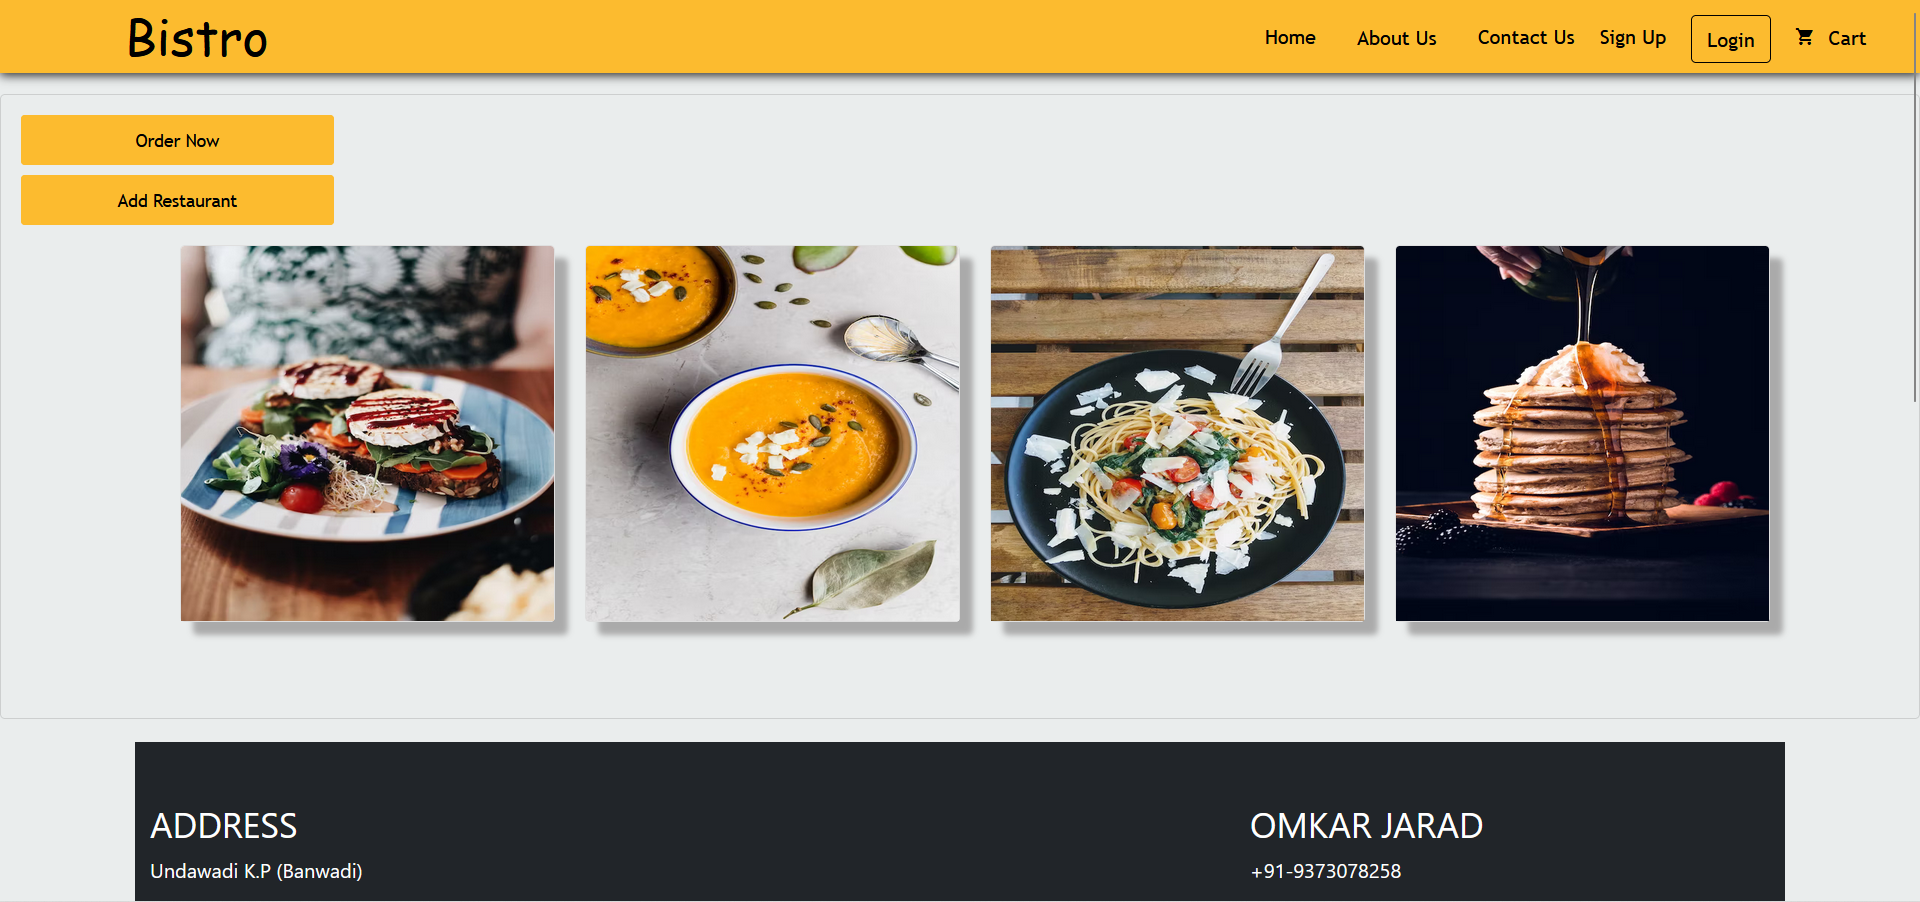 Bistro
Home
About Us
Contact Us
Sign Up
Login
Cart
Order Now
Add Restaurant
ADDRESS
Undawadi K.P (Banwadi)
OMKAR JARAD
+91-9373078258